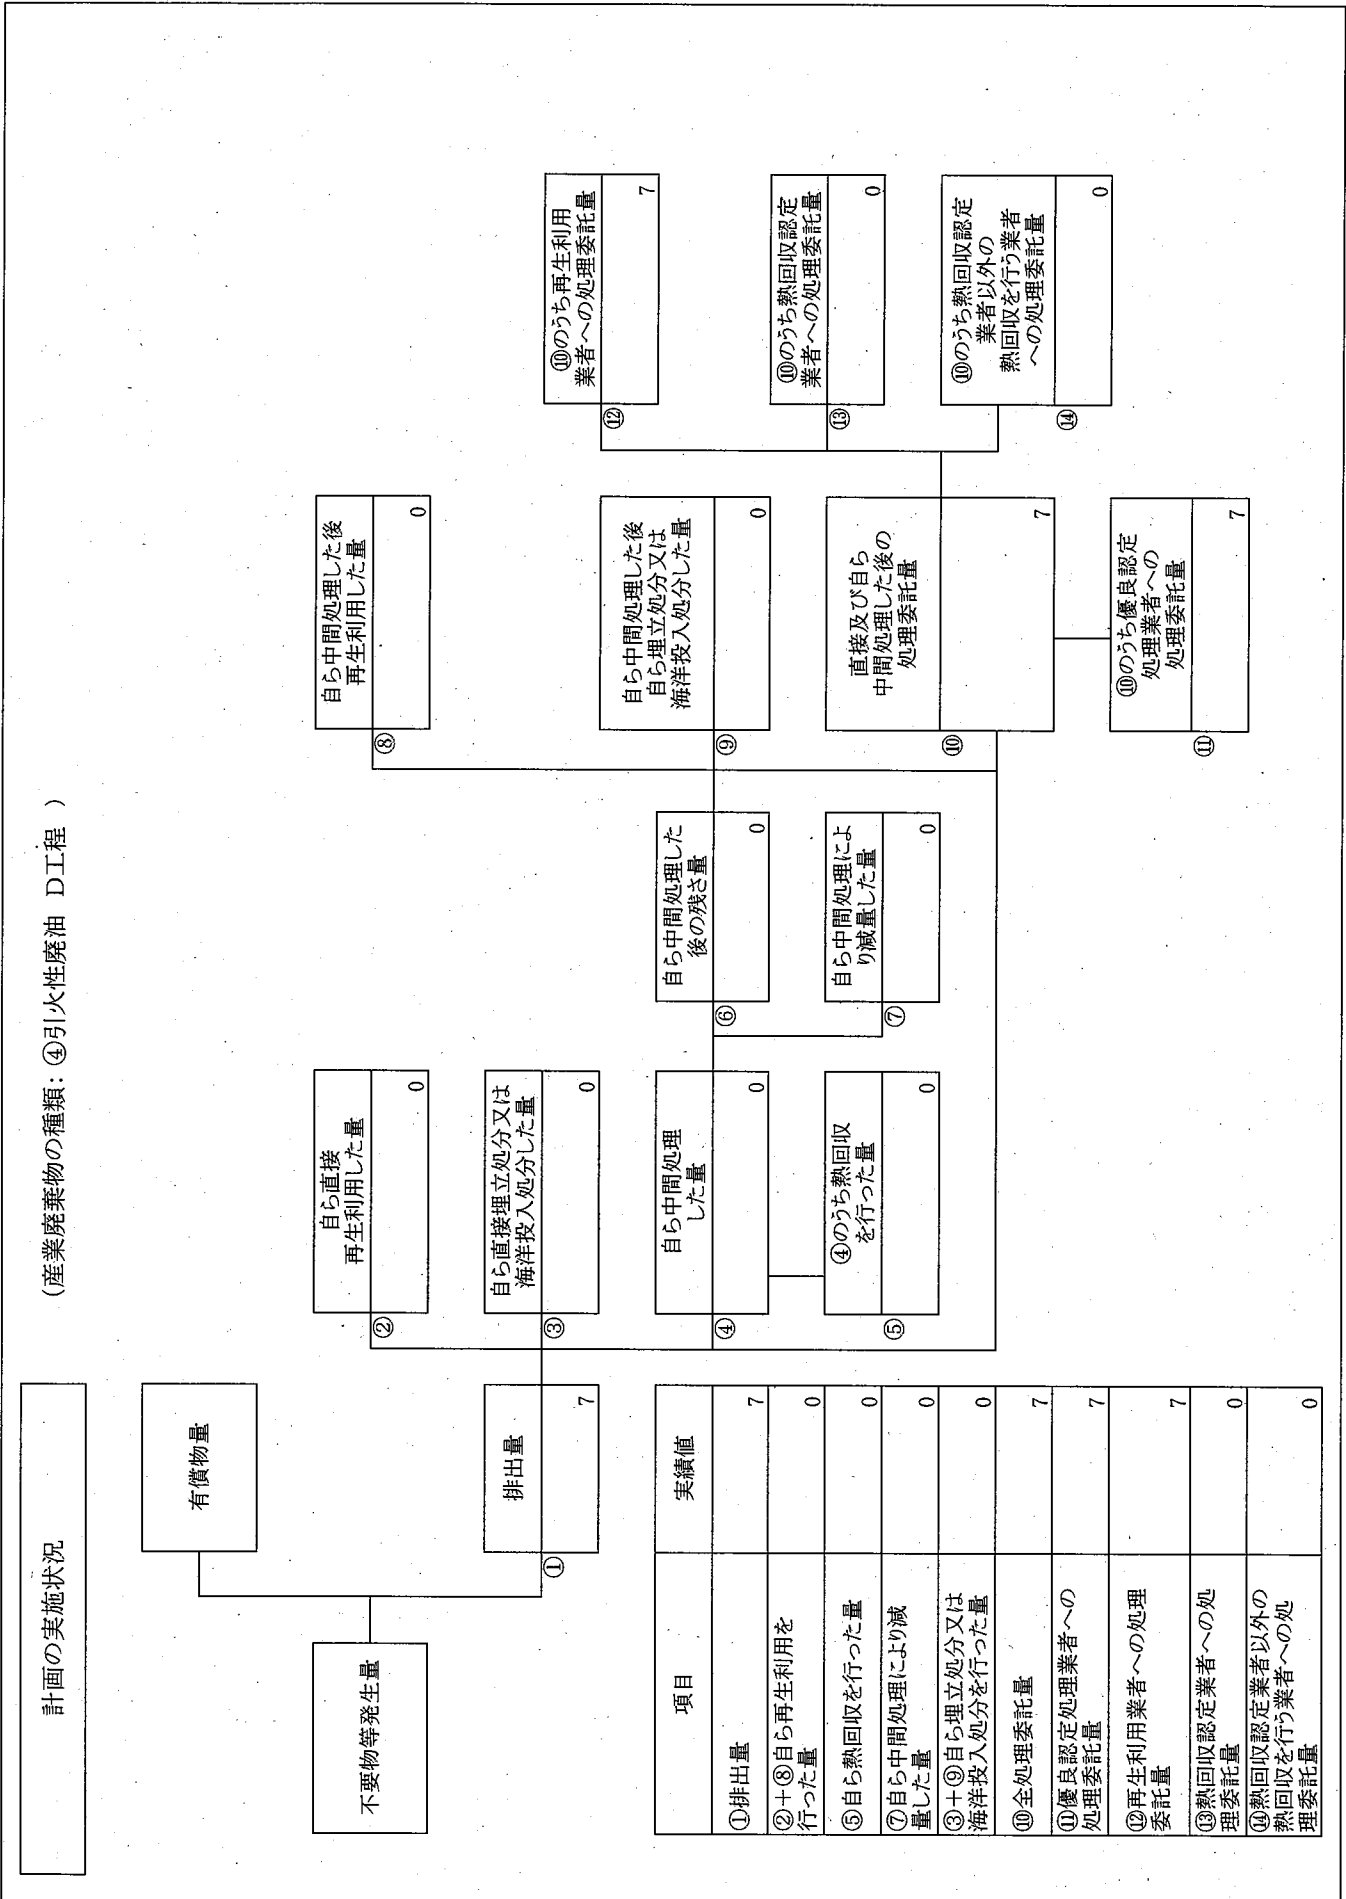 計画の実施状況
(産業廃棄物の種類: ④引火性廃油 D工程 )
不要物等発生量
有償物量
①
排出量
7
②
自ら直接
再生利用した量
0
③
自ら直接埋立処分又は
海洋投入処分した量
0
④
自ら中間処理
した量
0
⑤
④のうち熱回収
を行った量
0
⑥
自ら中間処理した
後の残さ量
0
⑦
自ら中間処理によ
り減量した量
0
⑧
自ら中間処理した後
再生利用した量
0
⑨
自ら中間処理した後
自ら埋立処分又は
海洋投入処分した量
0
⑩
直接及び自ら
中間処理した後の
処理委託量
7
⑪
⑩のうち優良認定
処理業者への
処理委託量
7
⑫
⑩のうち再生利用
業者への処理委託量
7
⑬
⑩のうち熱回収認定
業者への処理委託量
0
⑭
⑩のうち熱回収認定
業者以外の
熱回収を行う業者
への処理委託量
0
項目 実績値
①排出量 7
②+⑧自ら再生利用を
行った量 0
⑤自ら熱回収を行った量 0
⑦自ら中間処理により減
量した量 0
③+⑨自ら埋立処分又は
海洋投入処分を行った量 0
⑩全処理委託量 7
⑪優良認定処理業者への
処理委託量 7
⑫再生利用業者への処理
委託量 7
⑬熱回収認定業者への処
理委託量 0
⑭熱回収認定業者以外の
熱回収を行う業者への処
理委託量 0